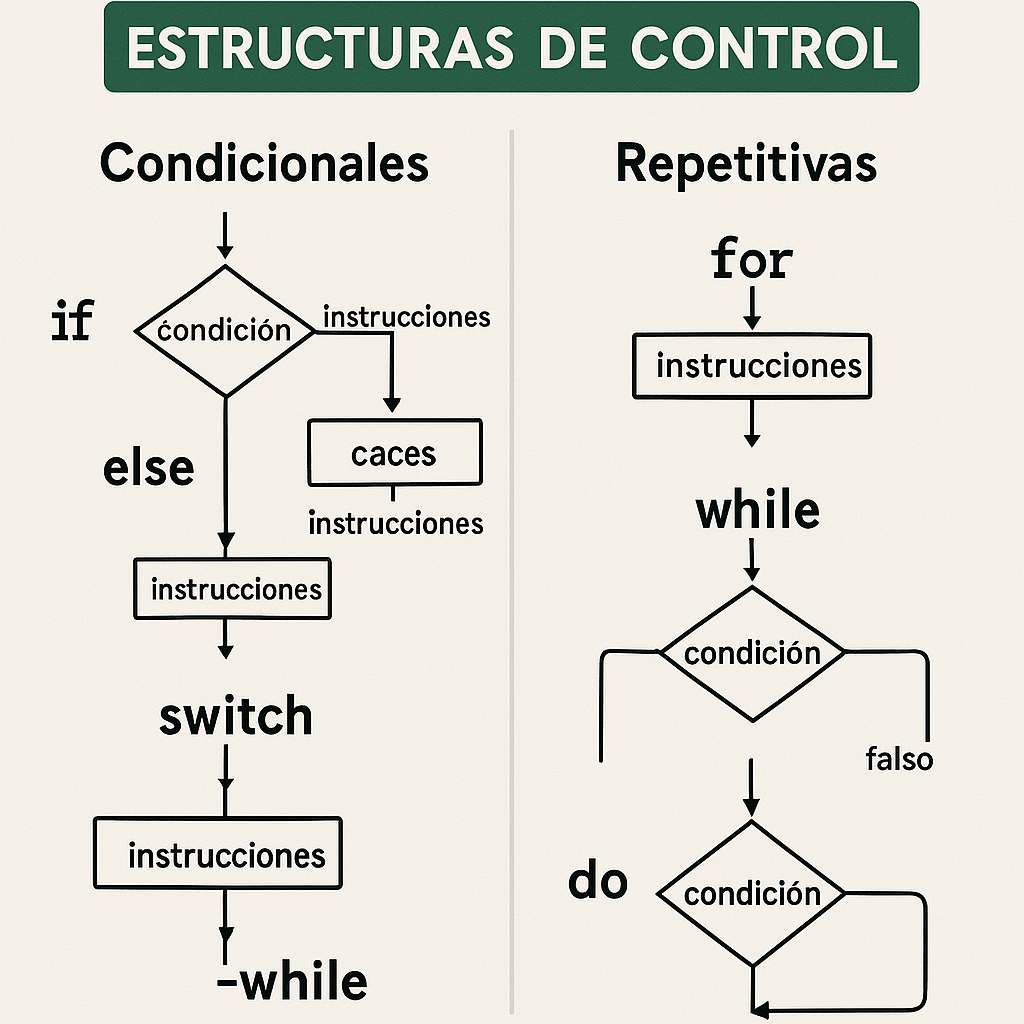 ESTRUCTURAS DE CONTROL
Condicionales
if
ćondición
instrucciones
caces
instrucciones
else
instrucciones
switch
instrucciones
-while
Repetitivas
for
instrucciones
while
condición
falso
do
condición